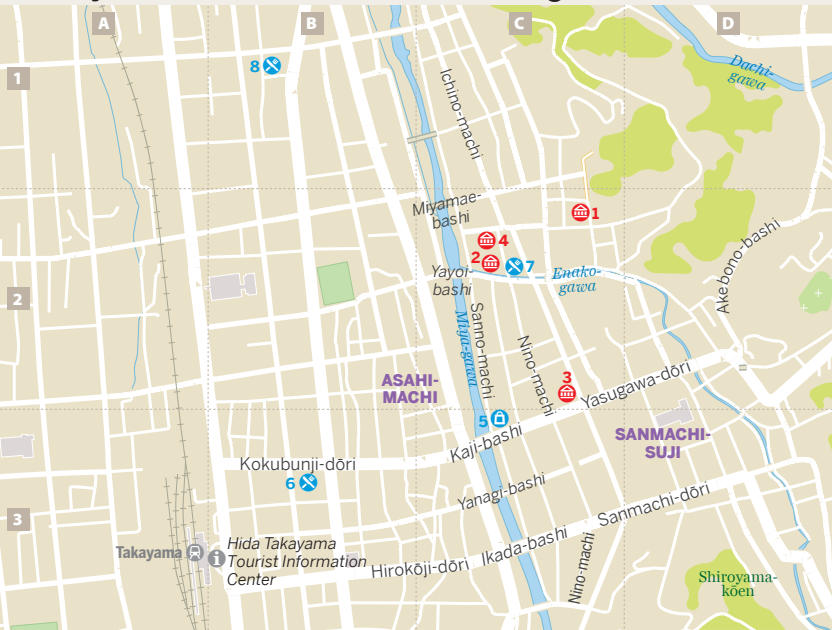 A
B
C
D
1
8
Ichino-machi
Dachi-
gawa
Miyamae-
bashi
1
4
2
7
Yayoi-
bashi
Enako-
gawa
Akebono-bashi
2
Miya-gawa
Sanno-machi
Nino-machi
ASAHI-
MACHI
3
Yasugawa-dōri
5
Kaji-bashi
SANMACHI-
SUJI
Kokubunji-dōri
6
Yanagi-bashi
Sanmachi-dōri
3
Takayama
i
Hida Takayama
Tourist Information
Center
Hirokōji-dōri
Ikada-bashi
Nino-machi
Shiroyama-
kōen